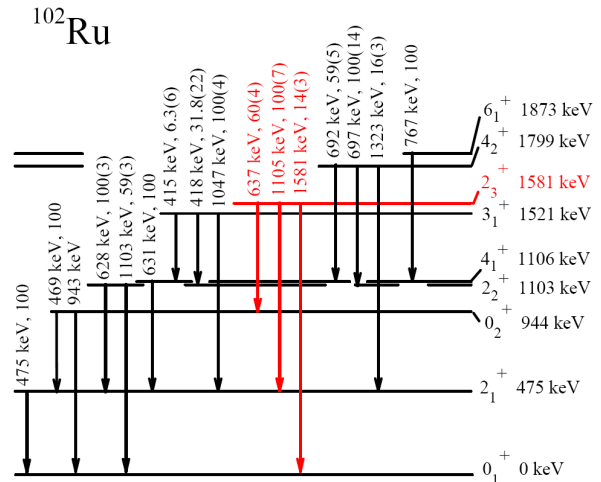 ¹⁰²Ru
475 keV, 100
469 keV, 100
943 keV
628 keV, 100(3)
1103 keV, 59(3)
631 keV, 100
415 keV, 6.3(6)
418 keV, 31.8(22)
1047 keV, 100(4)
637 keV, 60(4)
1105 keV, 100(7)
1581 keV, 14(3)
692 keV, 59(5)
697 keV, 100(14)
1323 keV, 16(3)
767 keV, 100
6₁⁺ 1873 keV
4₂⁺ 1799 keV
2₃⁺ 1581 keV
3₁⁺ 1521 keV
4₁⁺ 1106 keV
2₂⁺ 1103 keV
0₂⁺ 944 keV
2₁⁺ 475 keV
0₁⁺ 0 keV